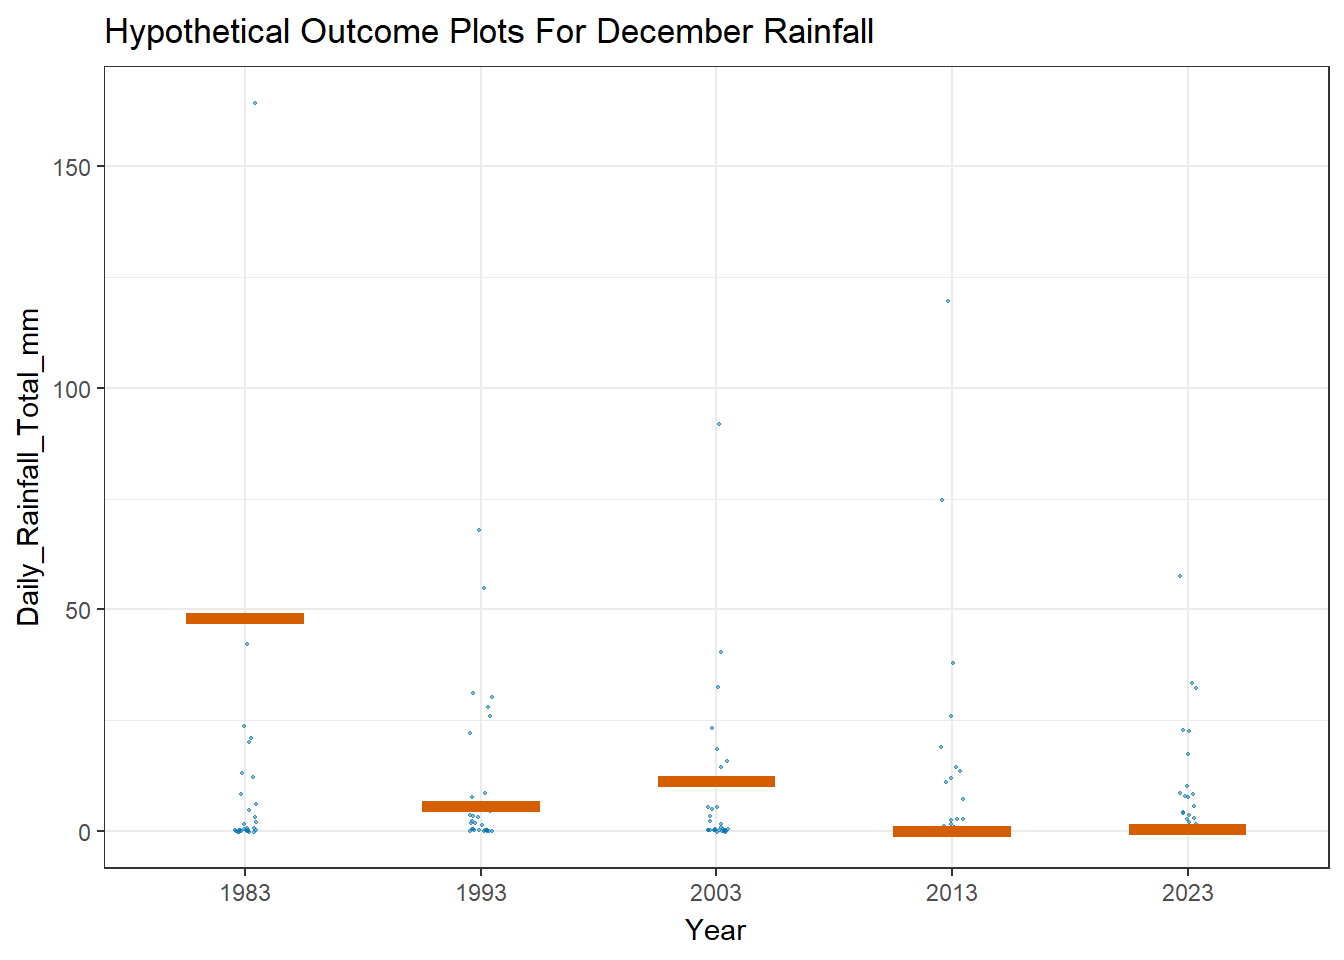 Hypothetical Outcome Plots For December Rainfall
Daily_Rainfall_Total_mm
150
100
50
0
1983 1993 2003 2013 2023
Year